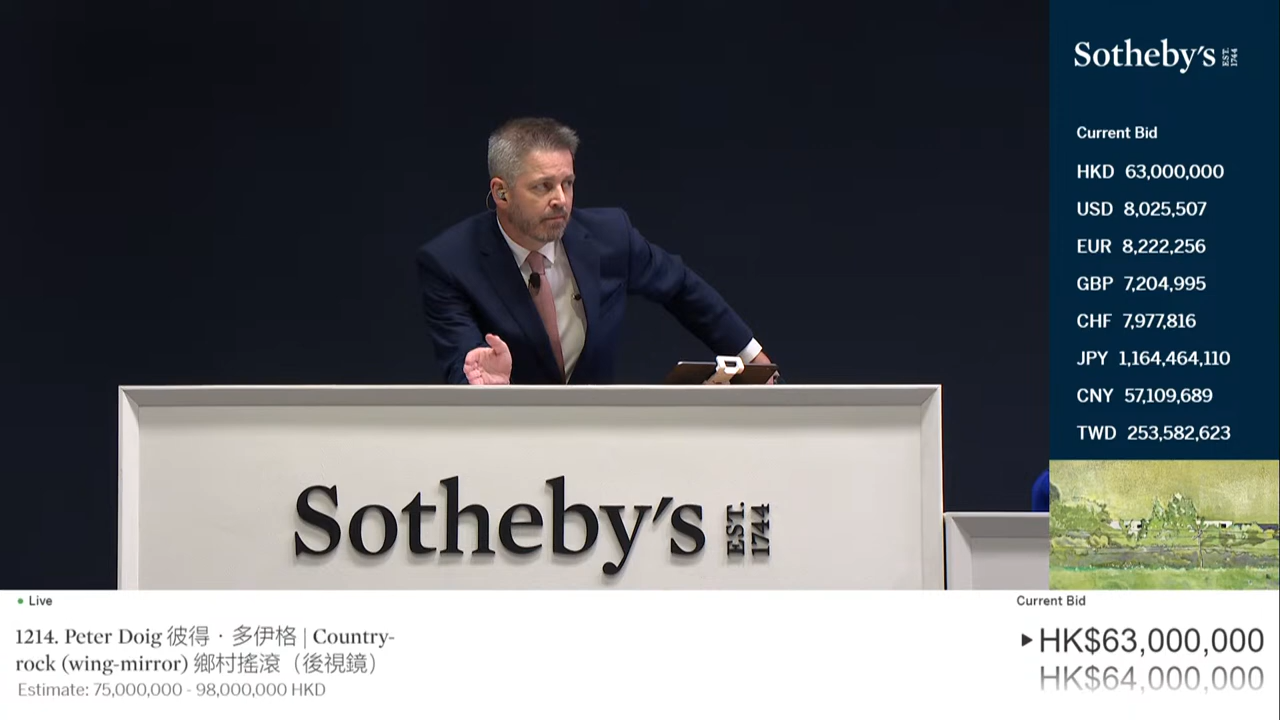 Sotheby's EST. 1744
Current Bid
HKD 63,000,000
USD 8,025,507
EUR 8,222,256
GBP 7,204,995
CHF 7,977,816
JPY 1,164,464,110
CNY 57,109,689
TWD 253,582,623
Sotheby's EST. 1744
Live
1214. Peter Doig 彼得・多伊格 | Country-
rock (wing-mirror) 鄉村搖滾（後視鏡）
Estimate: 75,000,000 - 98,000,000 HKD
Current Bid
HK$63,000,000
HK$64,000,000